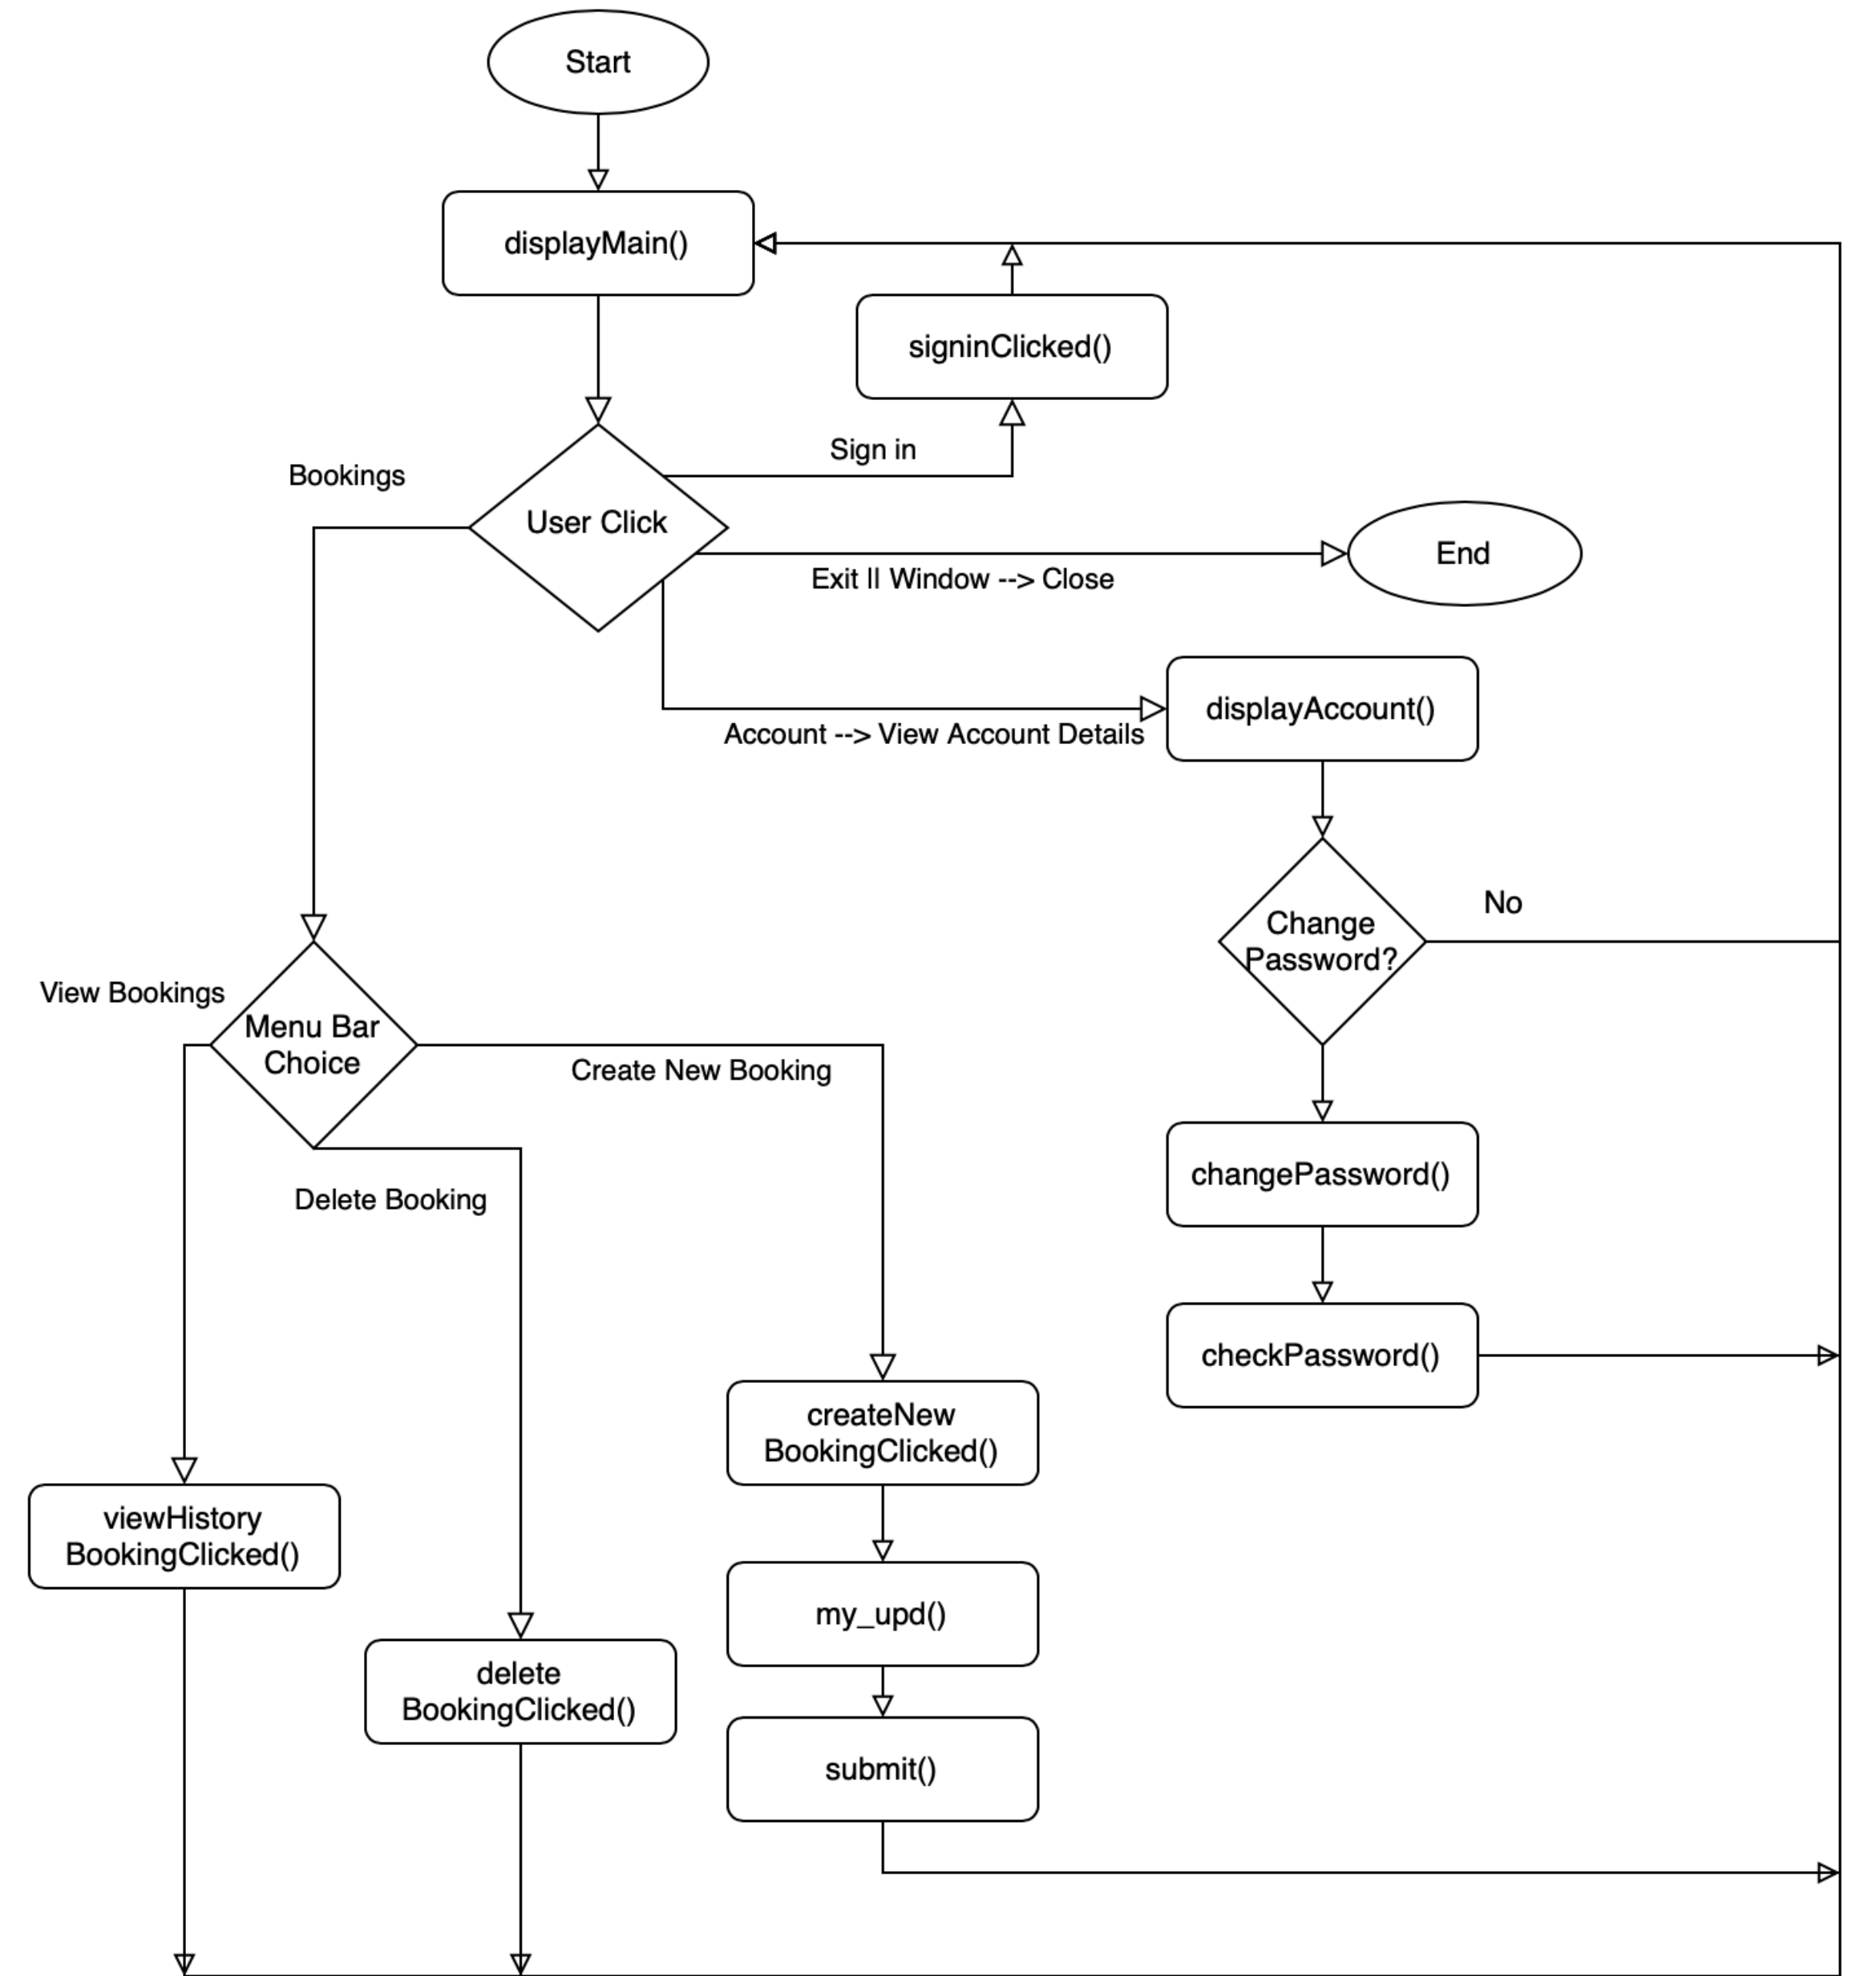 Start
displayMain()
signinClicked()
Sign in
Bookings
User Click
End
Exit || Window --> Close
displayAccount()
Account --> View Account Details
No
Change
Password?
View Bookings
Menu Bar
Choice
Create New Booking
changePassword()
Delete Booking
checkPassword()
createNew
BookingClicked()
viewHistory
BookingClicked()
my_upd()
delete
BookingClicked()
submit()